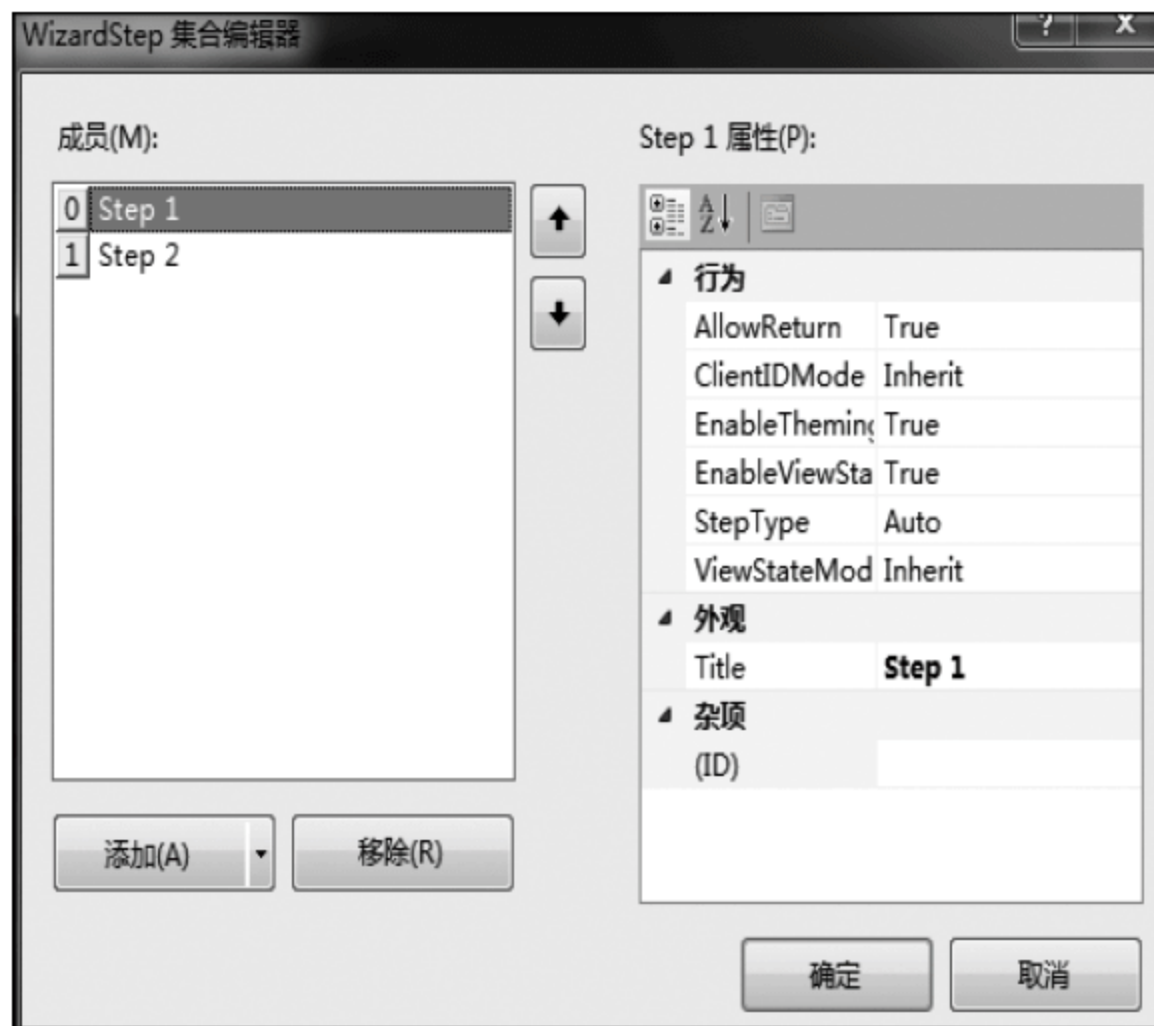 WizardStep 集合编辑器
? X
成员(M):
0 Step 1
1 Step 2
添加(A)
移除(R)
Step 1 属性(P):
A
Z
行为
AllowReturn True
ClientIDMode Inherit
EnableTheming True
EnableViewSta True
StepType Auto
ViewStateMod Inherit
外观
Title Step 1
杂项
(ID)
确定
取消